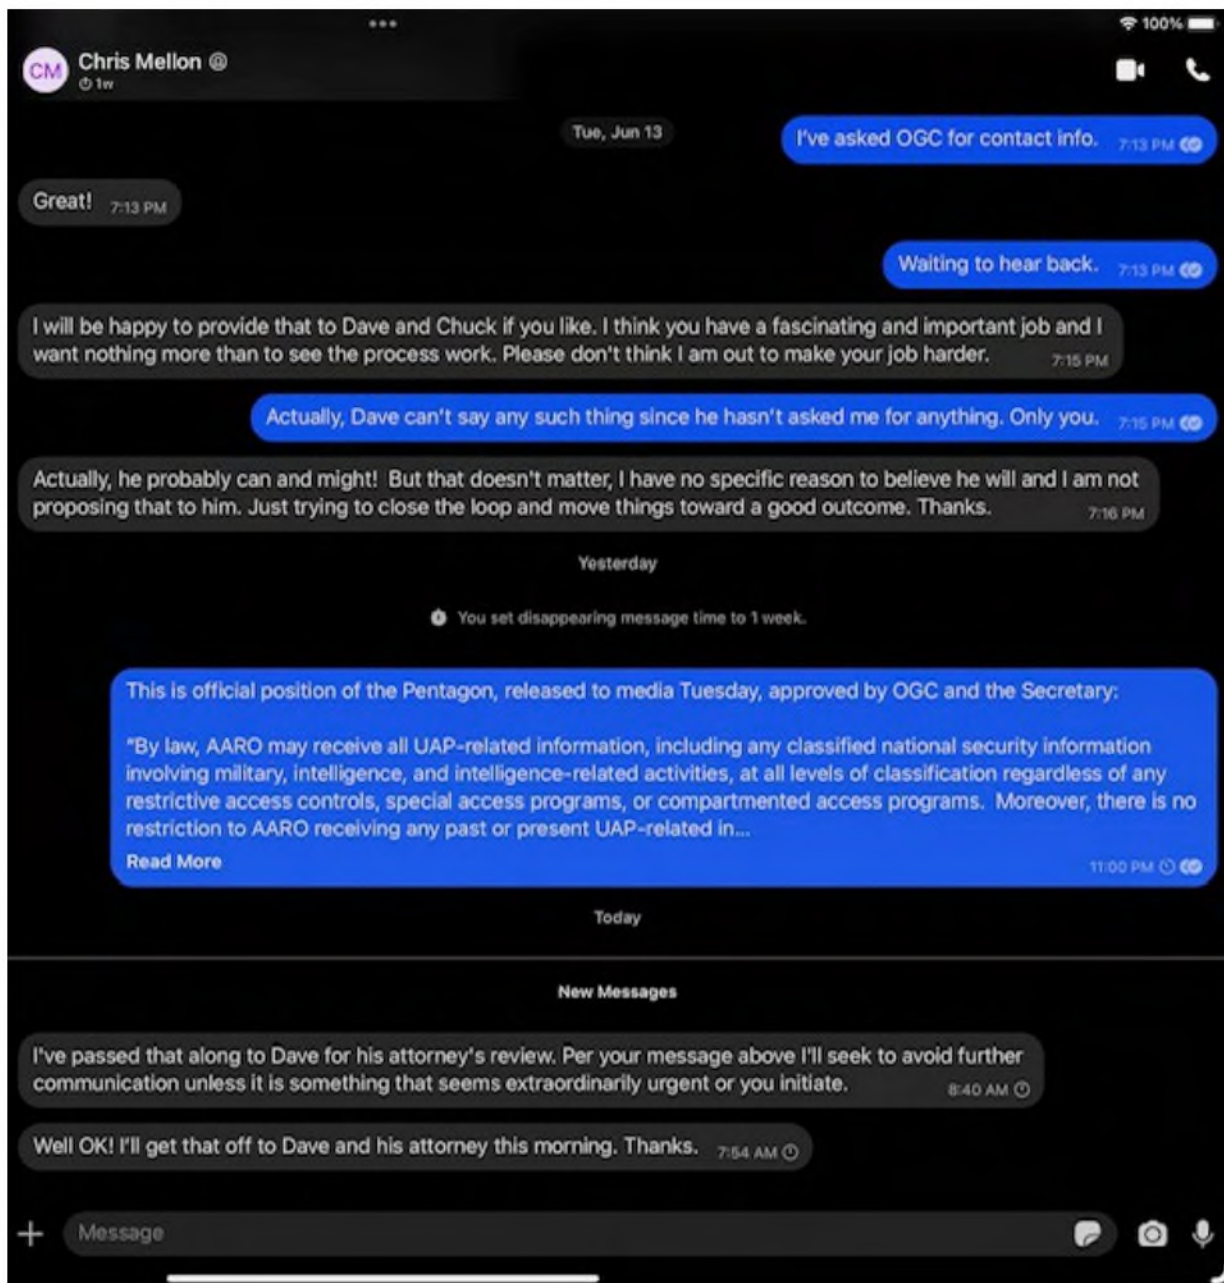 100%
CM
Chris Mellon
1w
Tue, Jun 13
I've asked OGC for contact info. 7:13 PM
Great! 7:13 PM
Waiting to hear back. 7:13 PM
I will be happy to provide that to Dave and Chuck if you like. I think you have a fascinating and important job and I
want nothing more than to see the process work. Please don't think I am out to make your job harder. 7:15 PM
Actually, Dave can't say any such thing since he hasn't asked me for anything. Only you. 7:15 PM
Actually, he probably can and might! But that doesn't matter, I have no specific reason to believe he will and I am not
proposing that to him. Just trying to close the loop and move things toward a good outcome. Thanks. 7:16 PM
Yesterday
You set disappearing message time to 1 week.
This is official position of the Pentagon, released to media Tuesday, approved by OGC and the Secretary:
"By law, AARO may receive all UAP-related information, including any classified national security information
involving military, intelligence, and intelligence-related activities, at all levels of classification regardless of any
restrictive access controls, special access programs, or compartmented access programs. Moreover, there is no
restriction to AARO receiving any past or present UAP-related in...
Read More 11:00 PM
Today
New Messages
I've passed that along to Dave for his attorney's review. Per your message above I'll seek to avoid further
communication unless it is something that seems extraordinarily urgent or you initiate. 8:40 AM
Well OK! I'll get that off to Dave and his attorney this morning. Thanks. 7:54 AM
Message